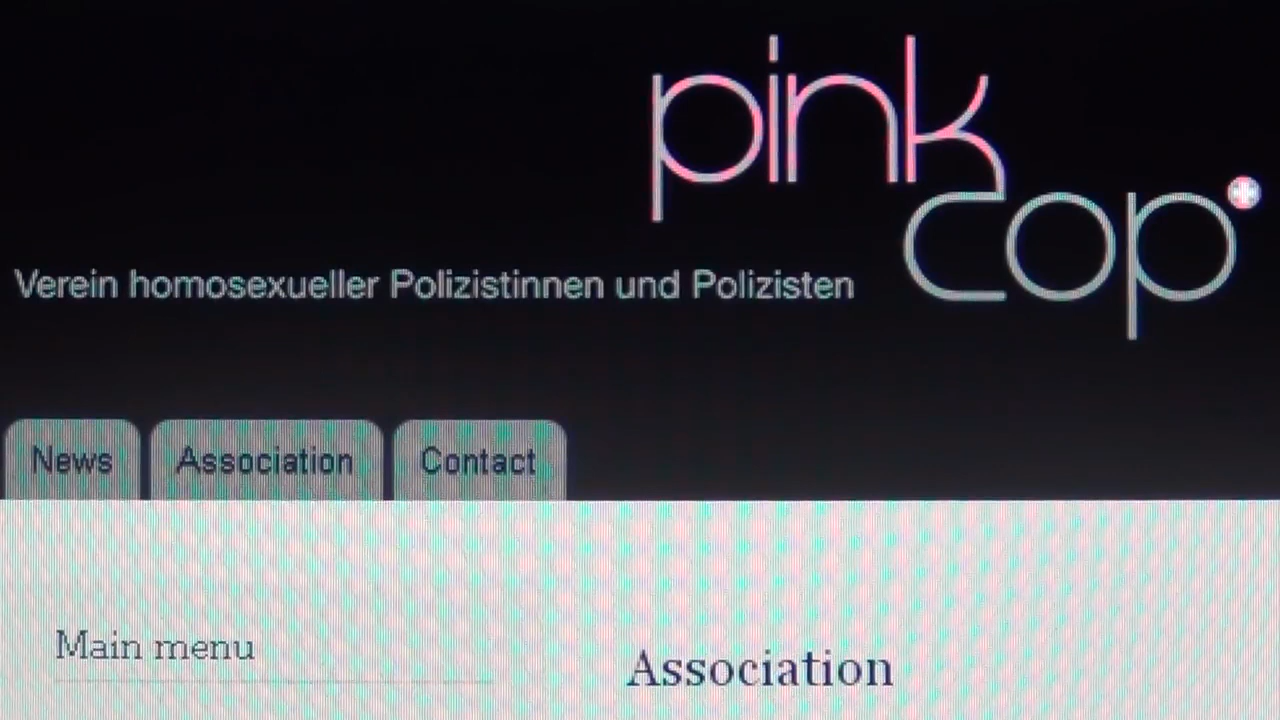 pink
cop
Verein homosexueller Polizistinnen und Polizisten
News
Association
Contact
Main menu
Association